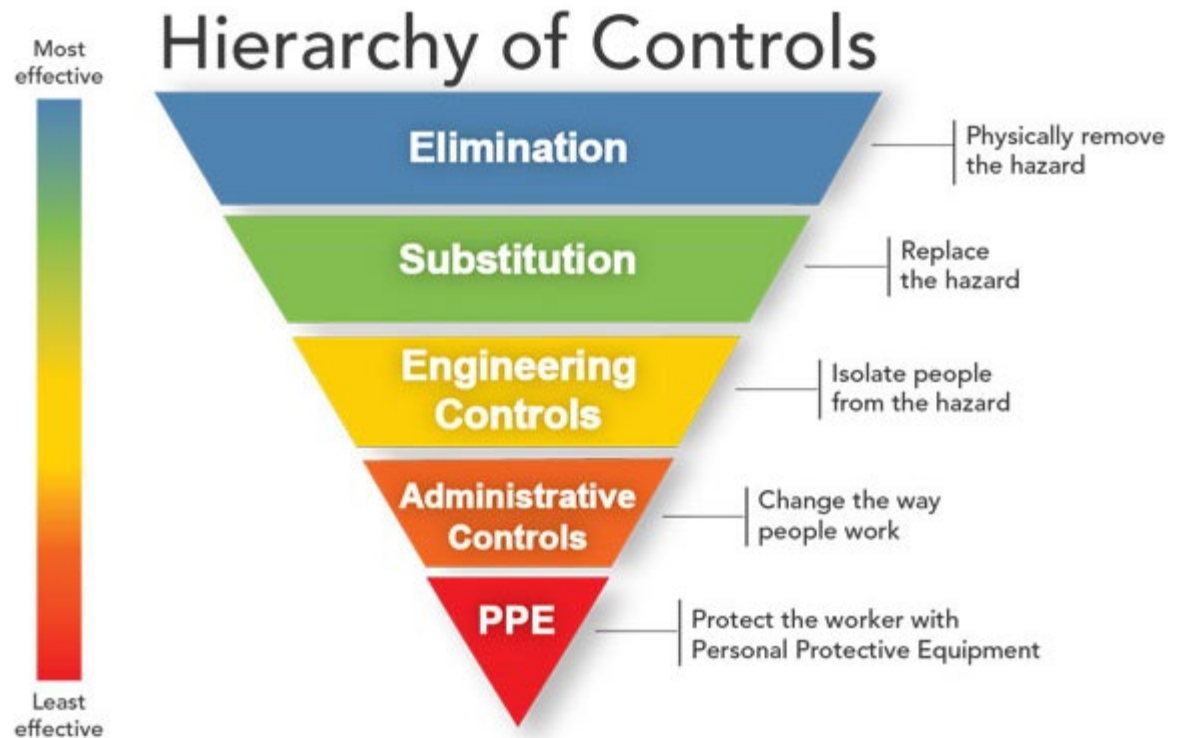 Hierarchy of Controls
Most
effective
Elimination
Physically remove
the hazard
Substitution
Replace
the hazard
Engineering
Controls
Isolate people
from the hazard
Administrative
Controls
Change the way
people work
PPE
Protect the worker with
Personal Protective Equipment
Least
effective